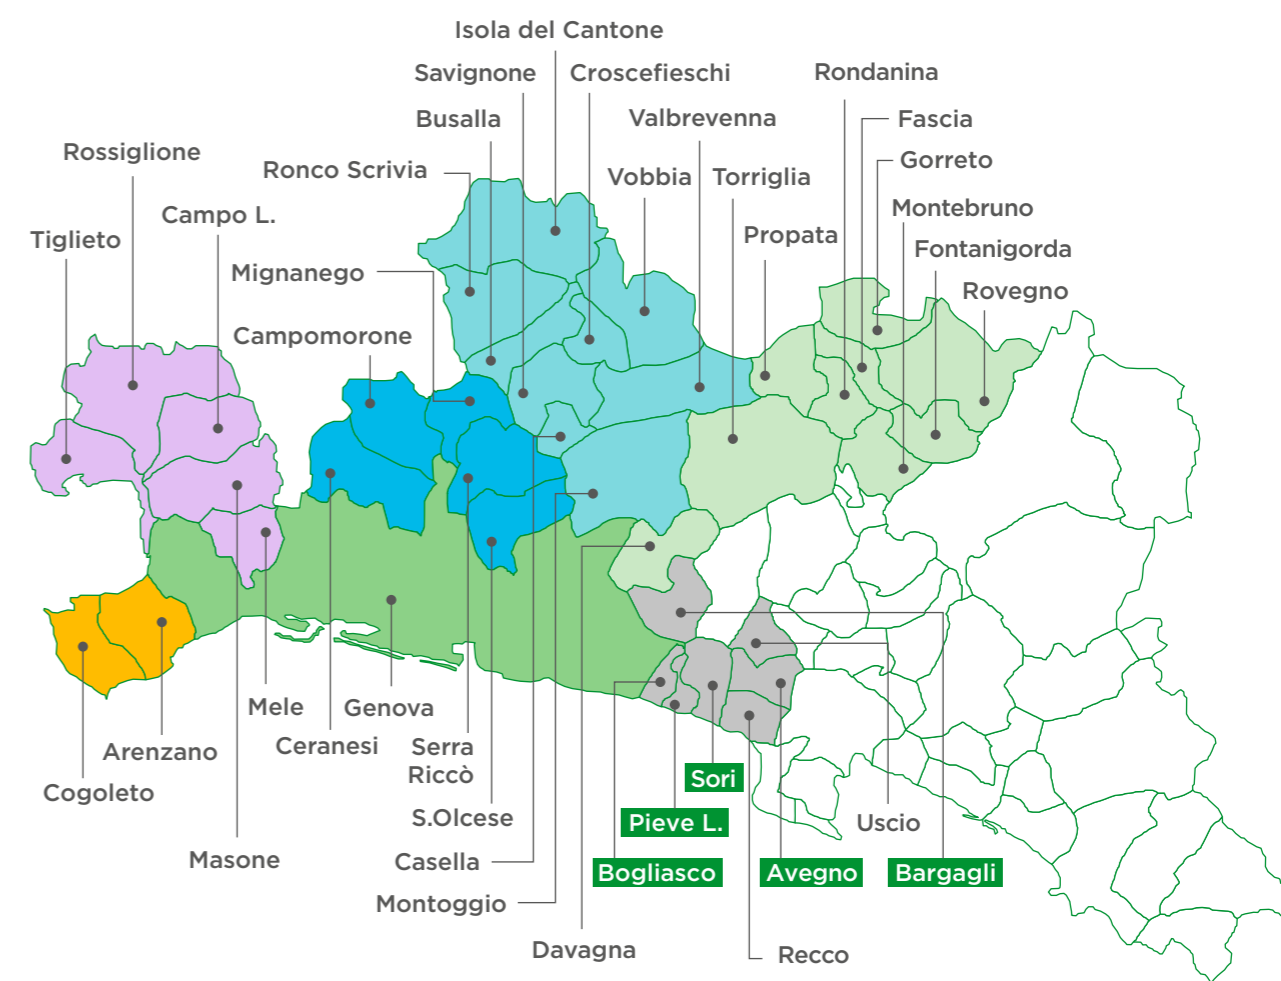 Isola del Cantone
Savignone
Croscefieschi
Rondanina
Busalla
Valbrevenna
Fascia
Rossiglione
Ronco Scrivia
Gorreto
Vobbia
Torriglia
Campo L.
Montebruno
Tiglieto
Propata
Fontanigorda
Mignanego
Rovegno
Campomorone
Mele
Genova
Arenzano
Ceranesi
Serra
Riccò
Sori
Cogoleto
S.Olcese
Pieve L.
Uscio
Masone
Casella
Bogliasco
Avegno
Bargagli
Montoggio
Davagna
Recco